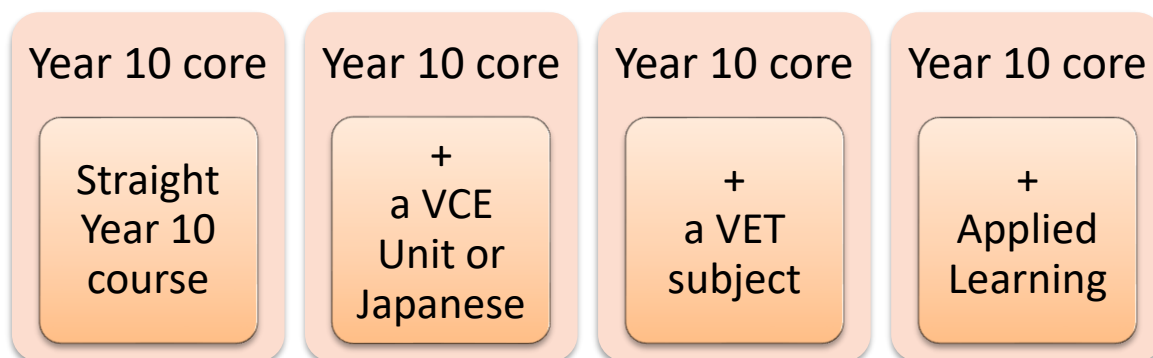 Year 10 core
Straight
Year 10
course
Year 10 core
+
a VCE
Unit or
Japanese
Year 10 core
+
a VET
subject
Year 10 core
+
Applied
Learning